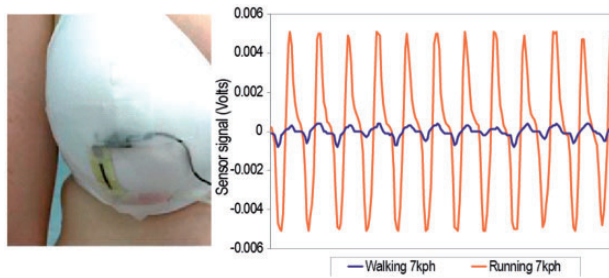 0.006
0.004
0.002
0
-0.002
-0.004
-0.006
Sensor signal (Volts)
Walking 7kph
Running 7kph